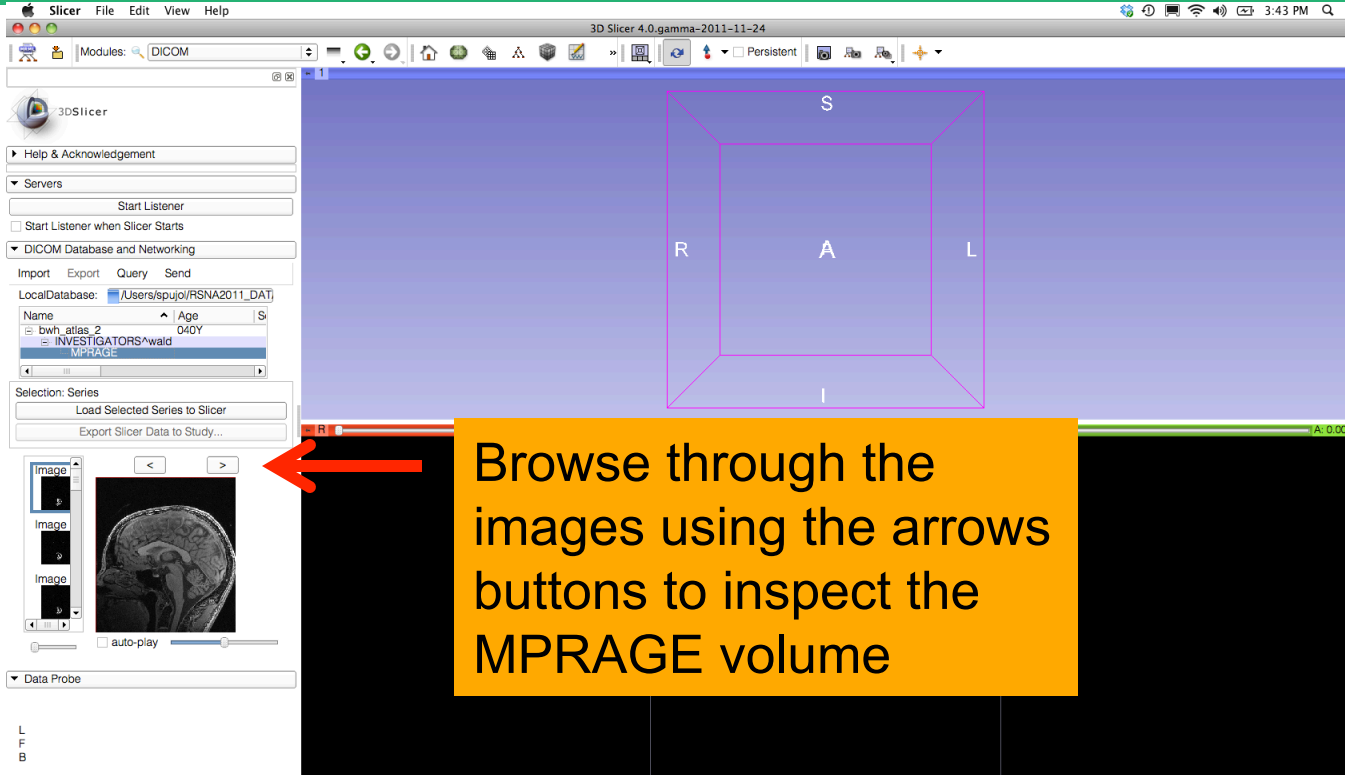 Slicer File Edit View Help 3:43 PM
3D Slicer 4.0.gamma-2011-11-24
Modules: DICOM » Persistent
1
3DSlicer
Help & Acknowledgement
Servers
Start Listener
Start Listener when Slicer Starts
DICOM Database and Networking
Import Export Query Send
LocalDatabase: /Users/spujol/RSNA2011_DAT
Name Age
bwh_atlas_2 040Y
INVESTIGATORS^wald
MPRAGE
Selection: Series
Load Selected Series to Slicer
Export Slicer Data to Study...
< >
Image
Image
Image
auto-play
Data Probe
L
F
B
S
R A L
I
R A: 0.00
Browse through the
images using the arrows
buttons to inspect the
MPRAGE volume